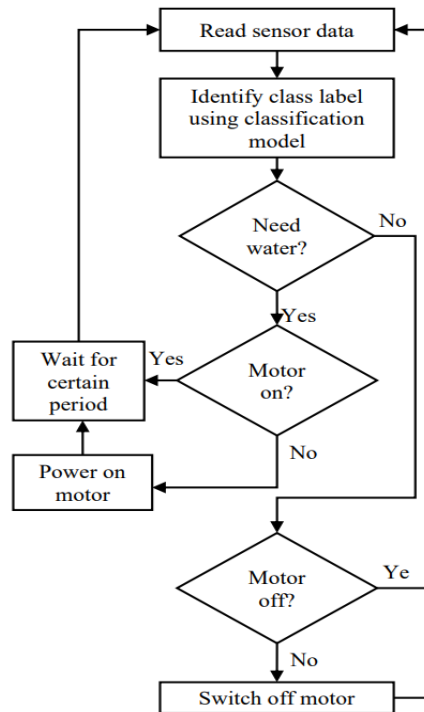 Read sensor data
Identify class label
using classification
model
Need
water?
No
Yes
Motor
on?
Yes
Wait for
certain
period
No
Power on
motor
Motor
off?
Ye
No
Switch off motor